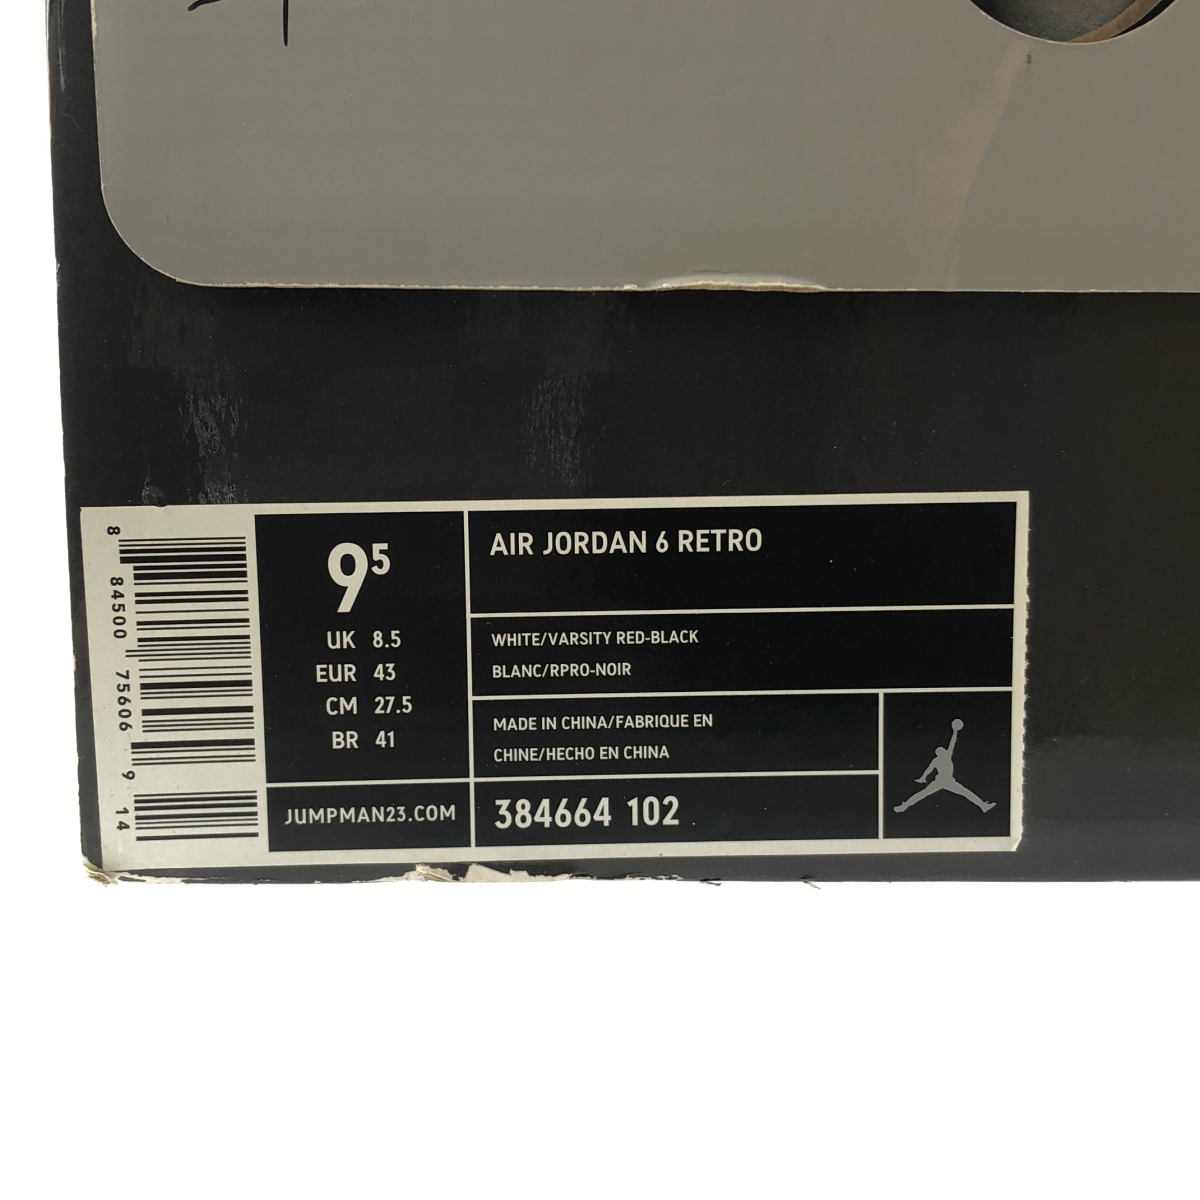 8 84500 75606 9 14
9⁵
UK 8.5
EUR 43
CM 27.5
BR 41
JUMPMAN23.COM
AIR JORDAN 6 RETRO
WHITE/VARSITY RED-BLACK
BLANC/RPRO-NOIR
MADE IN CHINA/FABRIQUE EN
CHINE/HECHO EN CHINA
384664 102